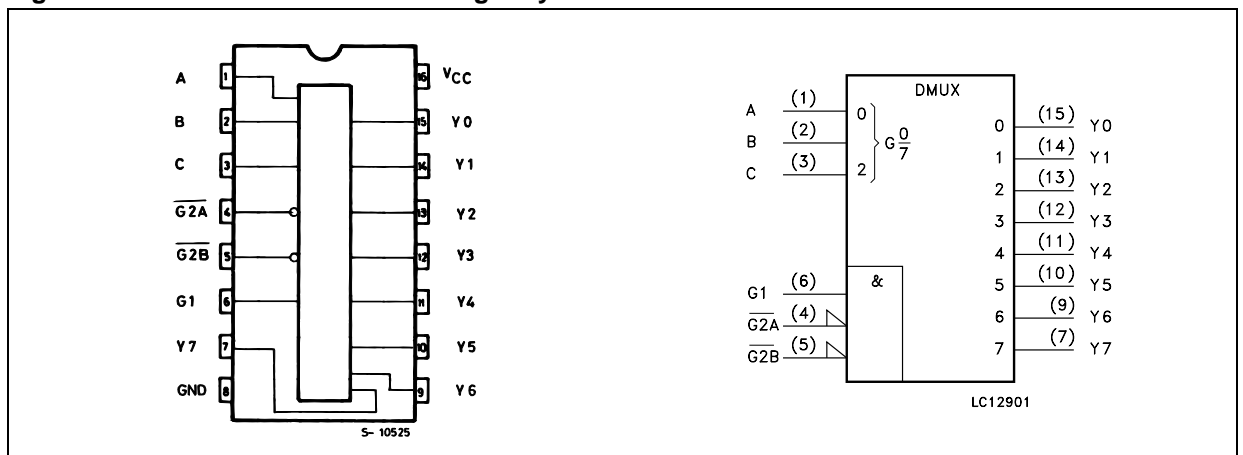 A 1 16 VCC
B 2 15 Y0
C 3 14 Y1
G2A 4 13 Y2
G2B 5 12 Y3
G1 6 11 Y4
Y7 7 10 Y5
GND 8 9 Y6
S- 10525
DMUX
A (1) 0
B (2) G 0/7
C (3) 2
G1 (6) &
G2A (4)
G2B (5)
0 (15) Y0
1 (14) Y1
2 (13) Y2
3 (12) Y3
4 (11) Y4
5 (10) Y5
6 (9) Y6
7 (7) Y7
LC12901